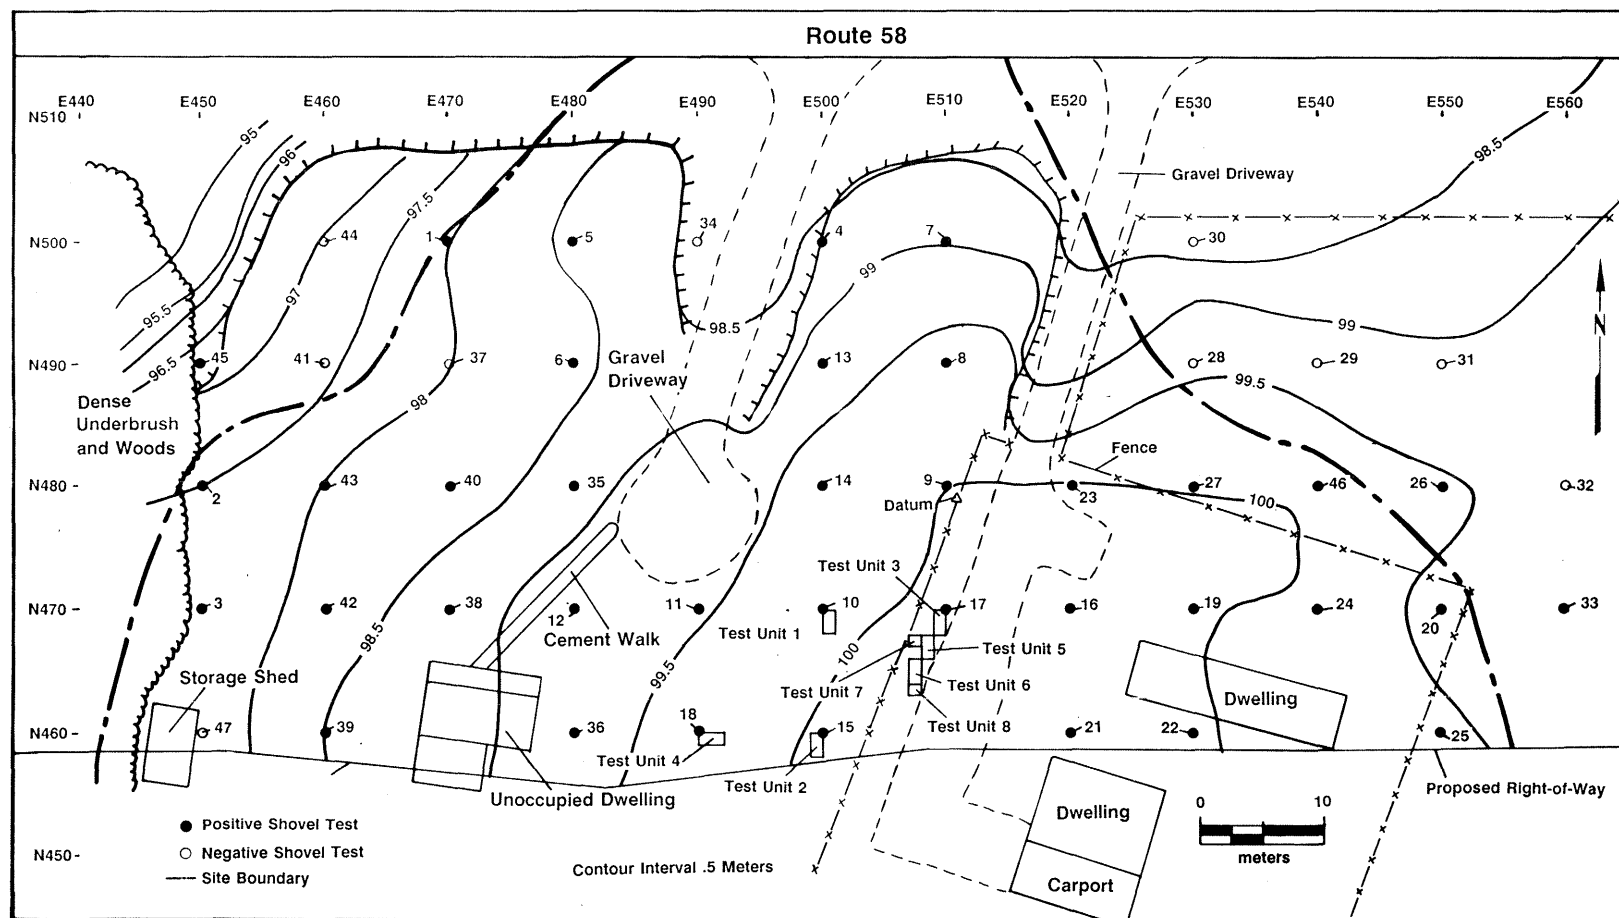 Route 58
E440 E450 E460 E470 E480 E490 E500 E510 E520 E530 E540 E550 E560
N510
95
96
98.5
Gravel Driveway
97.5
N500
44
1
5
34
4
7
30
99
97
95.5
98.5
99
N490
96.5
45
41
37
6
Gravel
Driveway
13
8
28
29
31
N
99.5
98
Dense
Underbrush
and Woods
Fence
N480
2
43
40
35
14
9
Datum
23
27
100
46
26
32
Test Unit 3
N470
3
42
38
12
Cement Walk
11
10
17
16
19
24
20
33
Test Unit 1
Test Unit 5
98.5
99.5
100
Storage Shed
Test Unit 7
Test Unit 6
Dwelling
N460
47
39
36
18
15
Test Unit 8
21
22
25
Test Unit 4
Test Unit 2
Unoccupied Dwelling
Proposed Right-of-Way
Positive Shovel Test
Negative Shovel Test
Site Boundary
N450
Contour Interval .5 Meters
Dwelling
Carport
0 10
meters